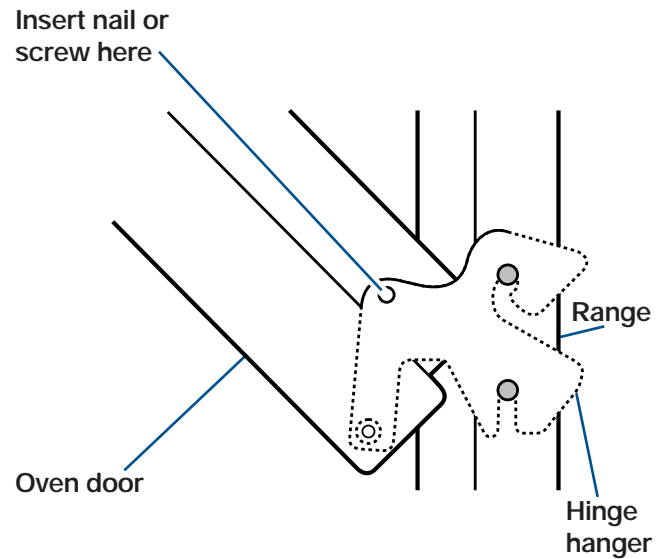 Insert nail or
screw here
Range
Oven door
Hinge
hanger